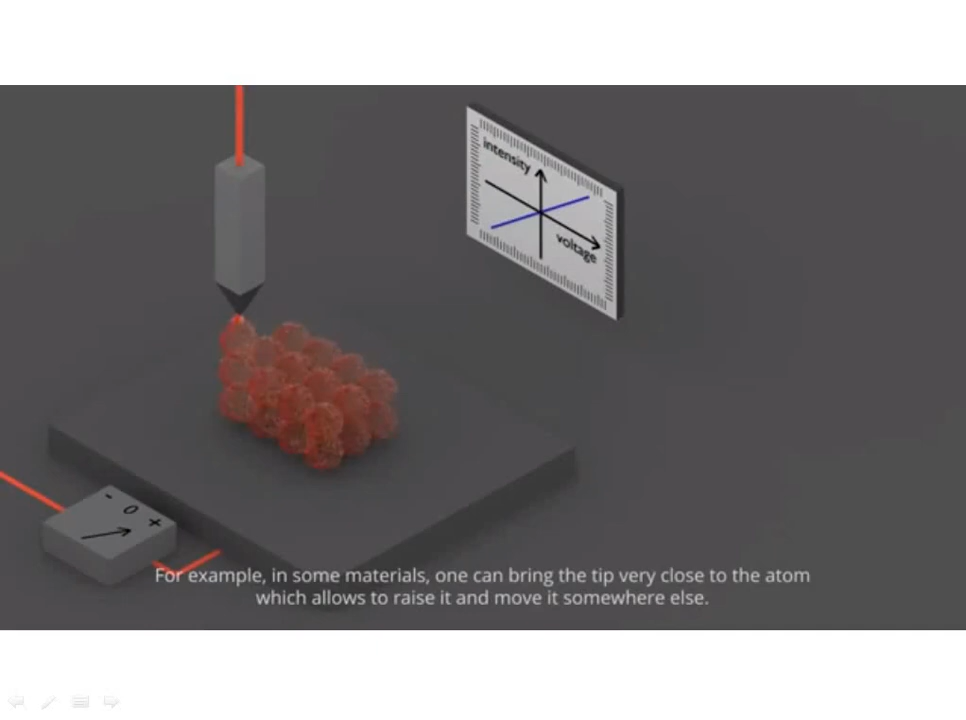 intensity
voltage
- 0 +
For example, in some materials, one can bring the tip very close to the atom
which allows to raise it and move it somewhere else.